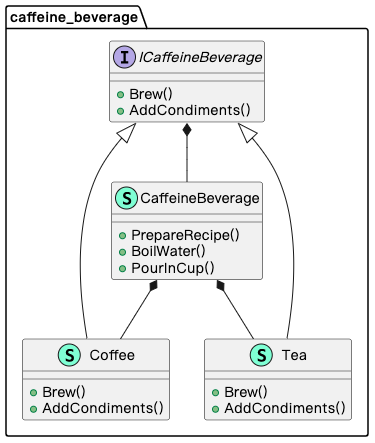 caffeine_beverage
I ICaffeineBeverage
Brew()
AddCondiments()
S CaffeineBeverage
PrepareRecipe()
BoilWater()
PourInCup()
S Coffee
Brew()
AddCondiments()
S Tea
Brew()
AddCondiments()